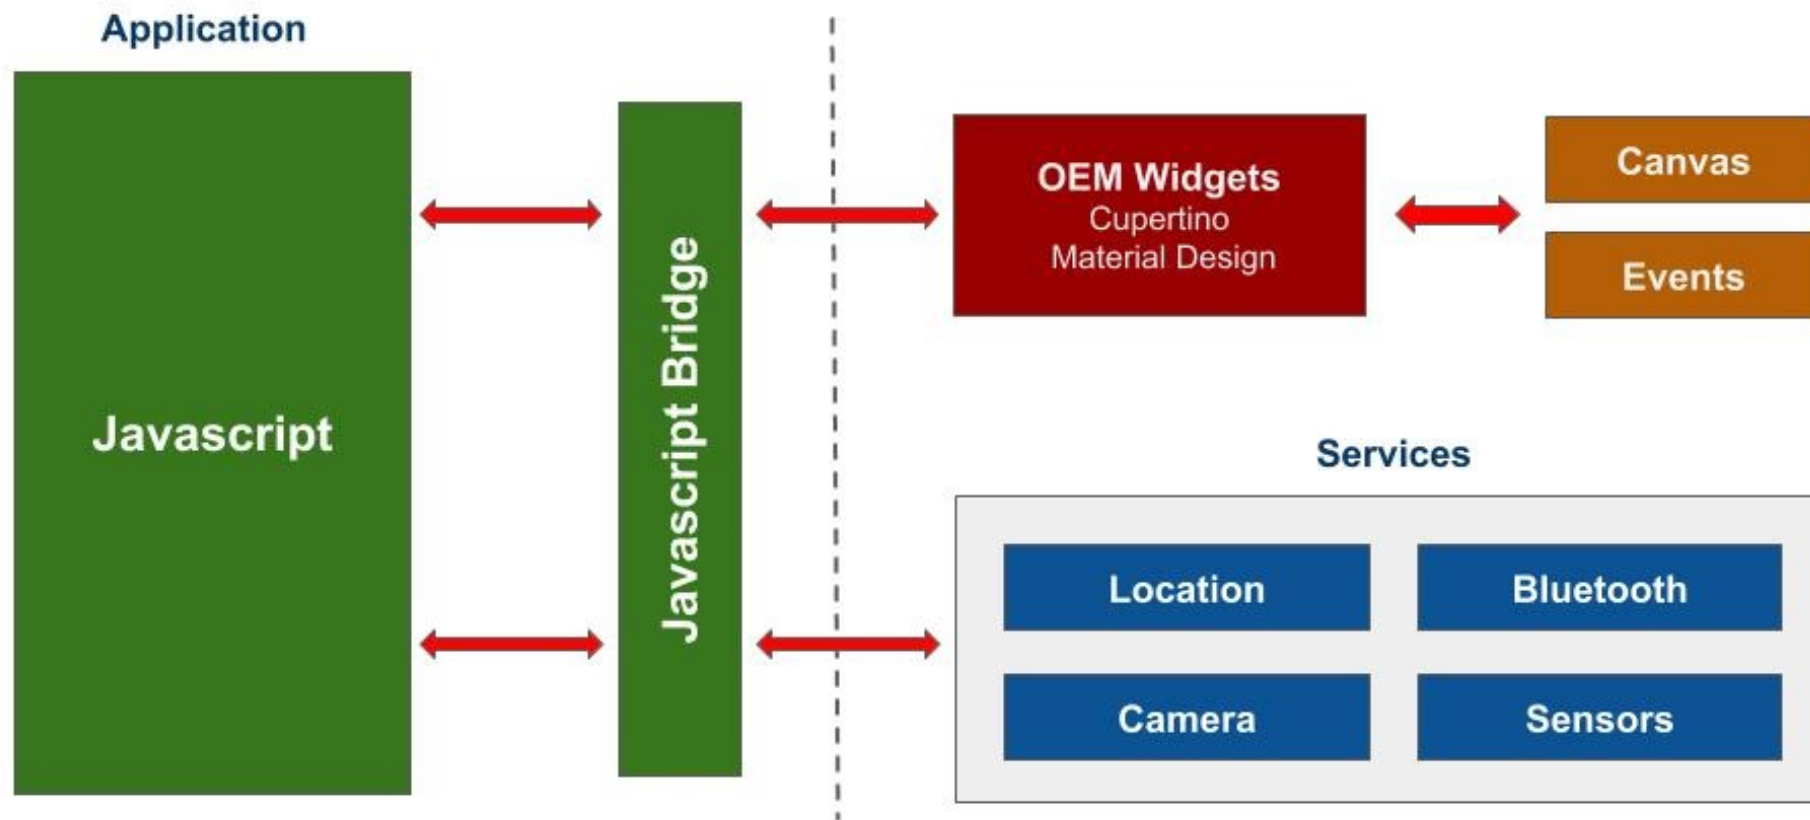 Application
Javascript
Javascript Bridge
OEM Widgets
Cupertino
Material Design
Canvas
Events
Services
Location
Bluetooth
Camera
Sensors